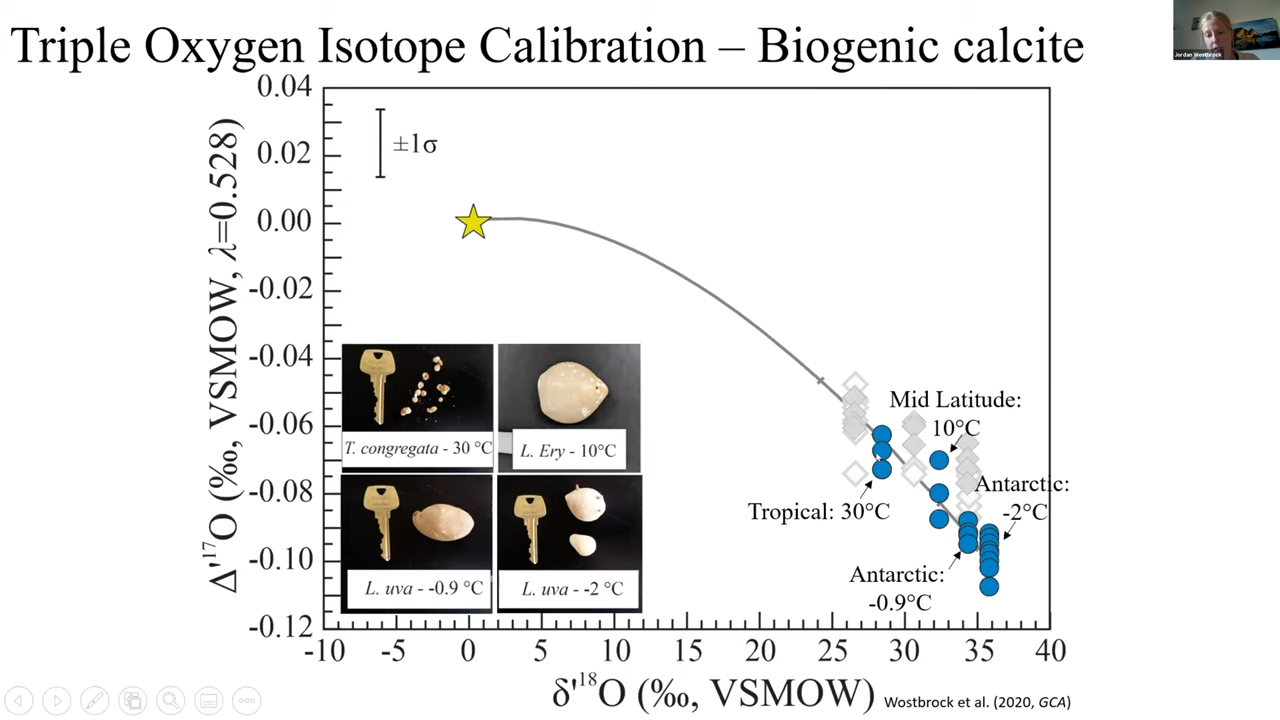 Triple Oxygen Isotope Calibration – Biogenic calcite
Jordan Wostbrock
0.04
0.02
0.00
-0.02
-0.04
-0.06
-0.08
-0.10
-0.12
Δ'¹⁷O (‰, VSMOW, λ=0.528)
±1σ
Mid Latitude:
10°C
Antarctic:
-2°C
Tropical: 30°C
Antarctic:
-0.9°C
T. congregata - 30 °C
L. Ery - 10°C
L. uva - -0.9 °C
L. uva - -2 °C
-10 -5 0 5 10 15 20 25 30 35 40
δ'¹⁸O (‰, VSMOW)
Wostbrock et al. (2020, GCA)